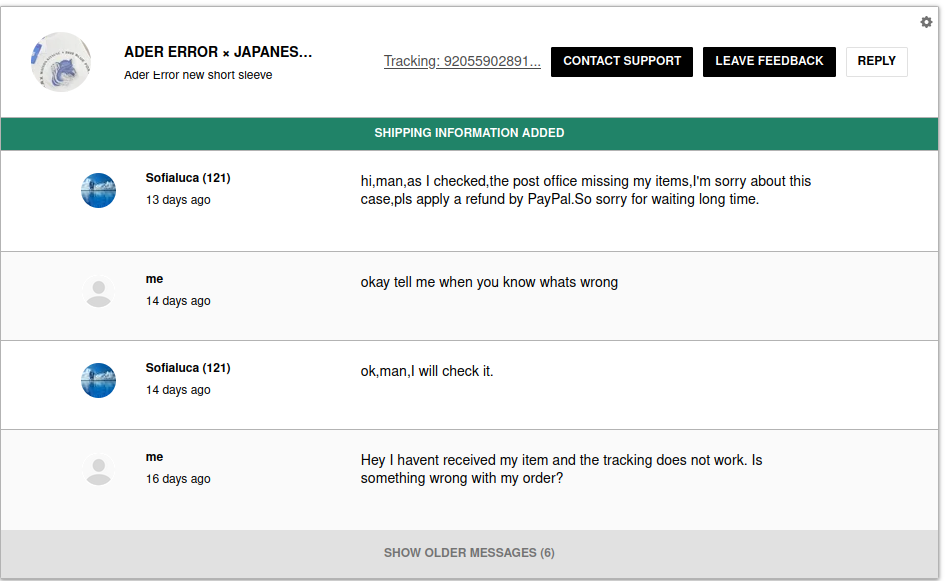 ADER ERROR × JAPANES...
Ader Error new short sleeve
Tracking: 92055902891...
CONTACT SUPPORT
LEAVE FEEDBACK
REPLY
SHIPPING INFORMATION ADDED
Sofialuca (121)
13 days ago
hi,man,as I checked,the post office missing my items,I'm sorry about this
case,pls apply a refund by PayPal.So sorry for waiting long time.
me
14 days ago
okay tell me when you know whats wrong
Sofialuca (121)
14 days ago
ok,man,I will check it.
me
16 days ago
Hey I havent received my item and the tracking does not work. Is
something wrong with my order?
SHOW OLDER MESSAGES (6)